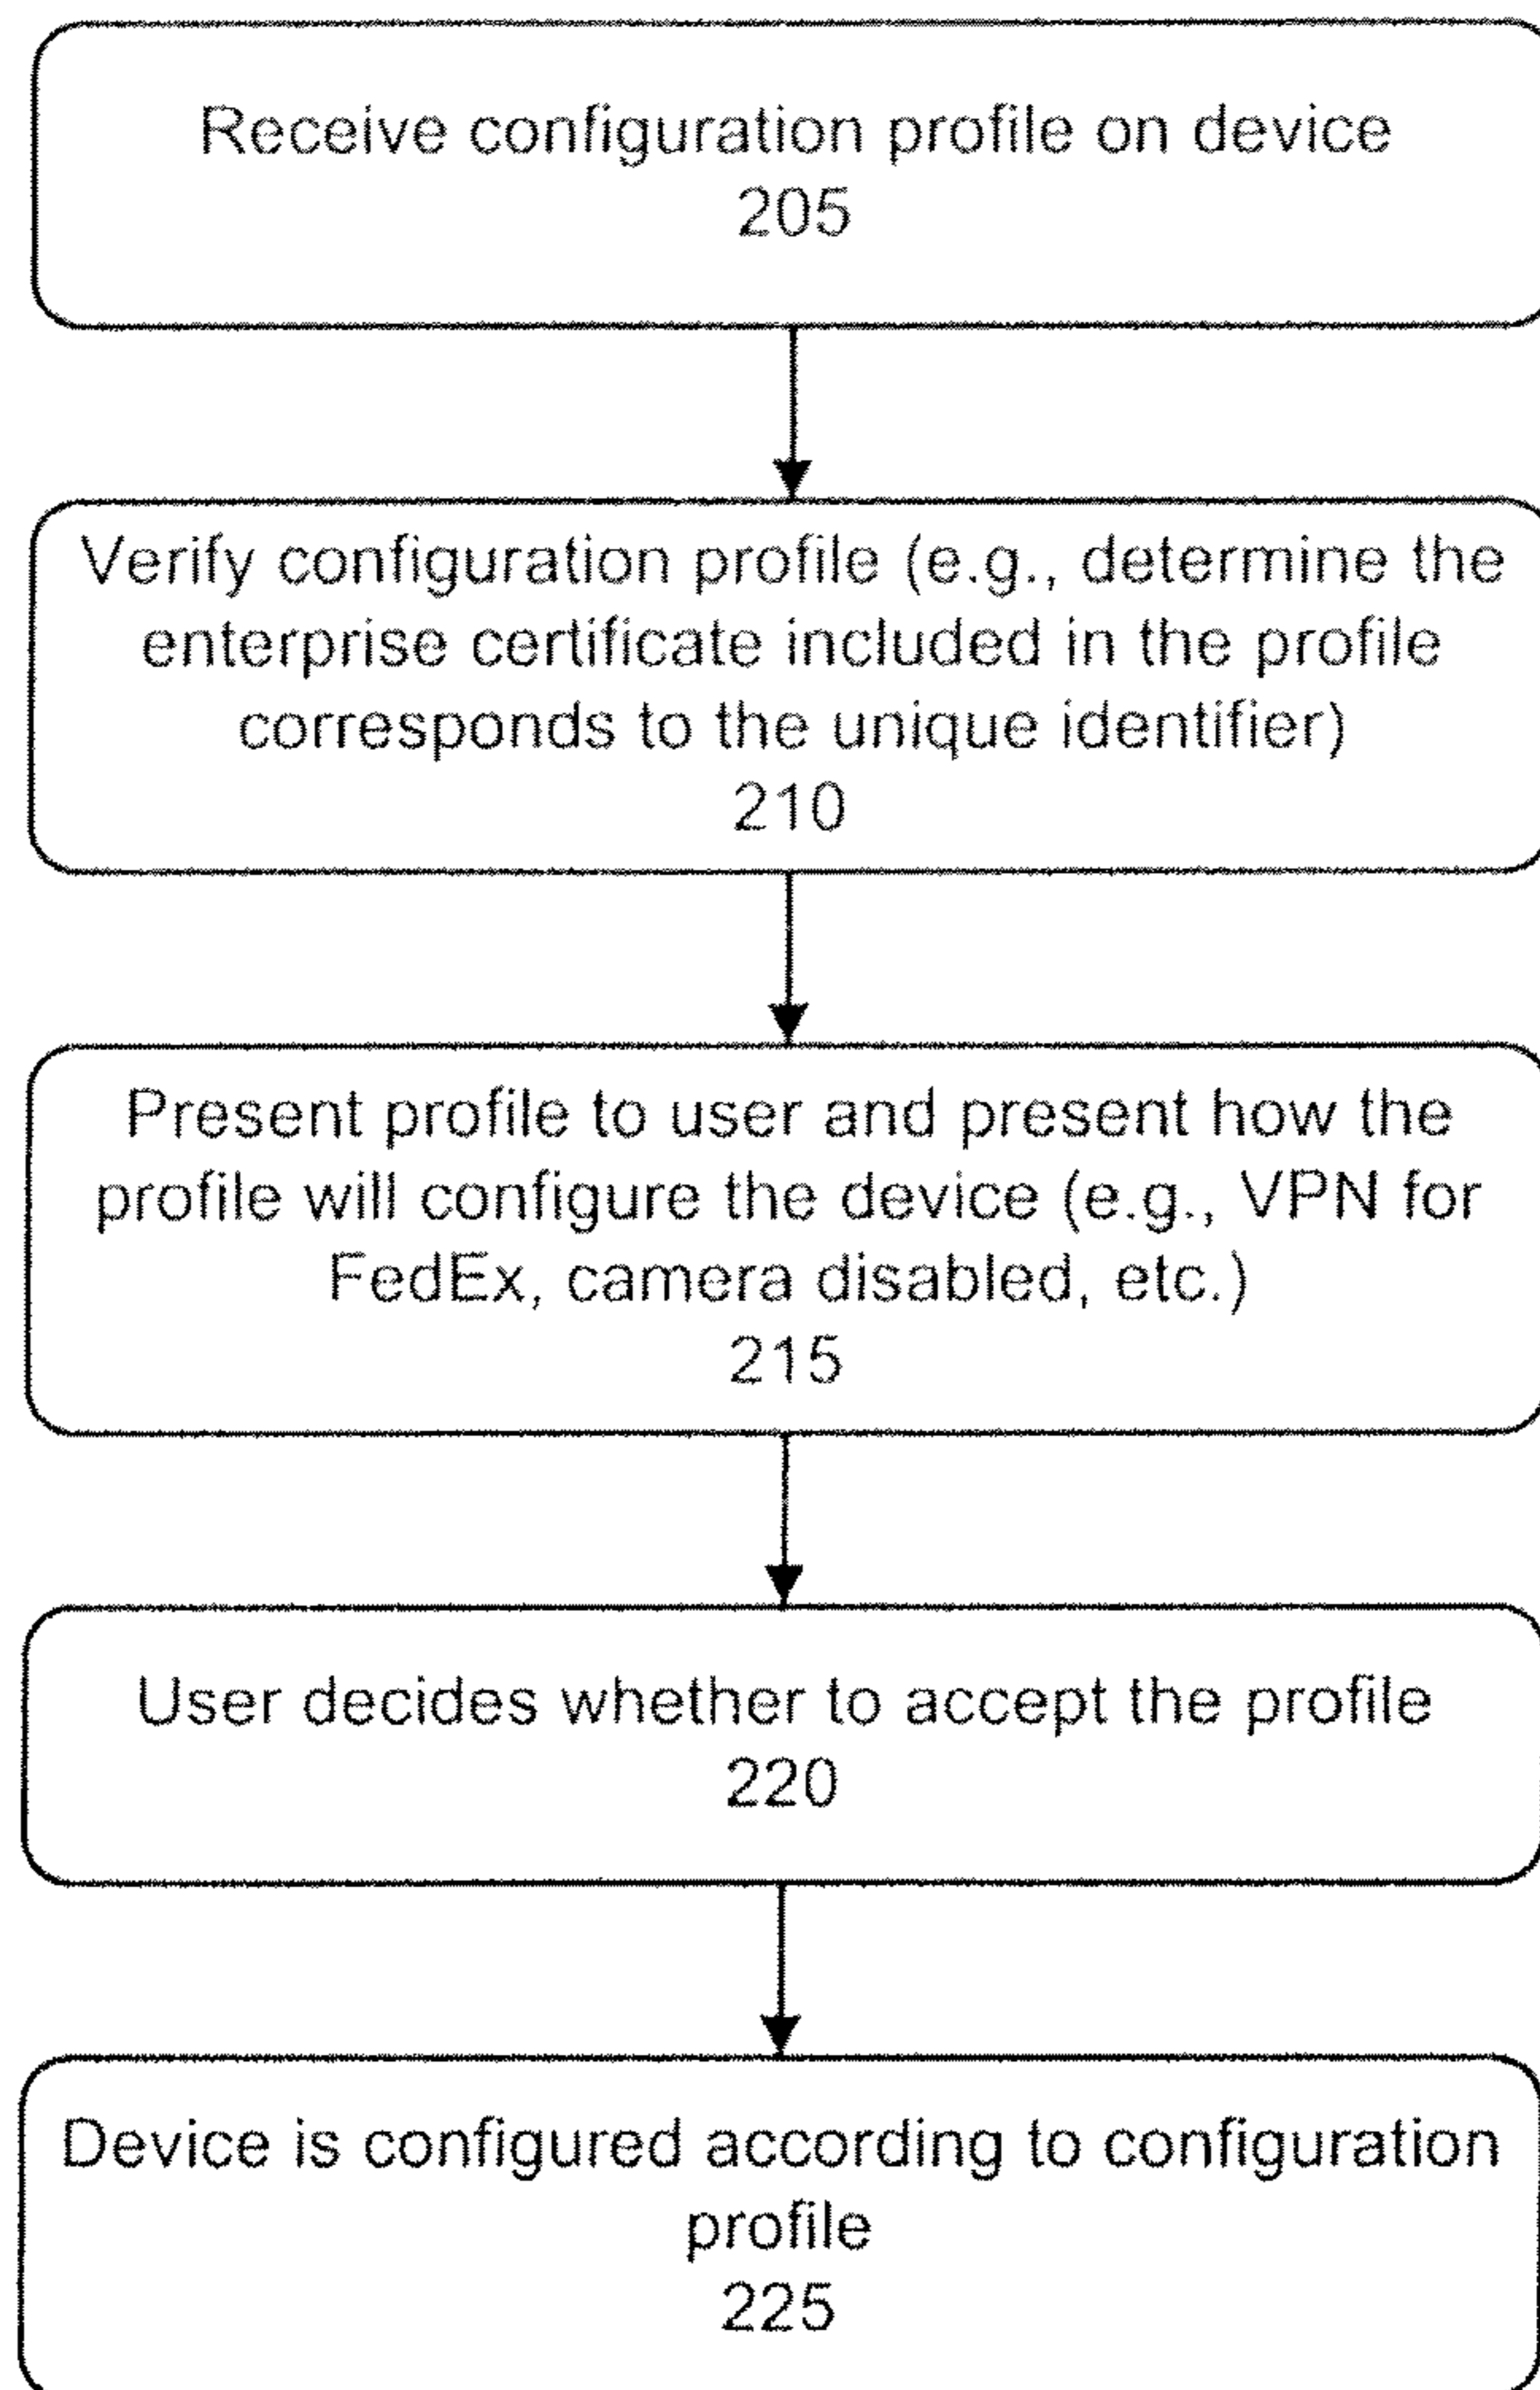 Receive configuration profile on device
205
Verify configuration profile (e.g., determine the
enterprise certificate included in the profile
corresponds to the unique identifier)
210
Present profile to user and present how the
profile will configure the device (e.g., VPN for
FedEx, camera disabled, etc.)
215
User decides whether to accept the profile
220
Device is configured according to configuration
profile
225